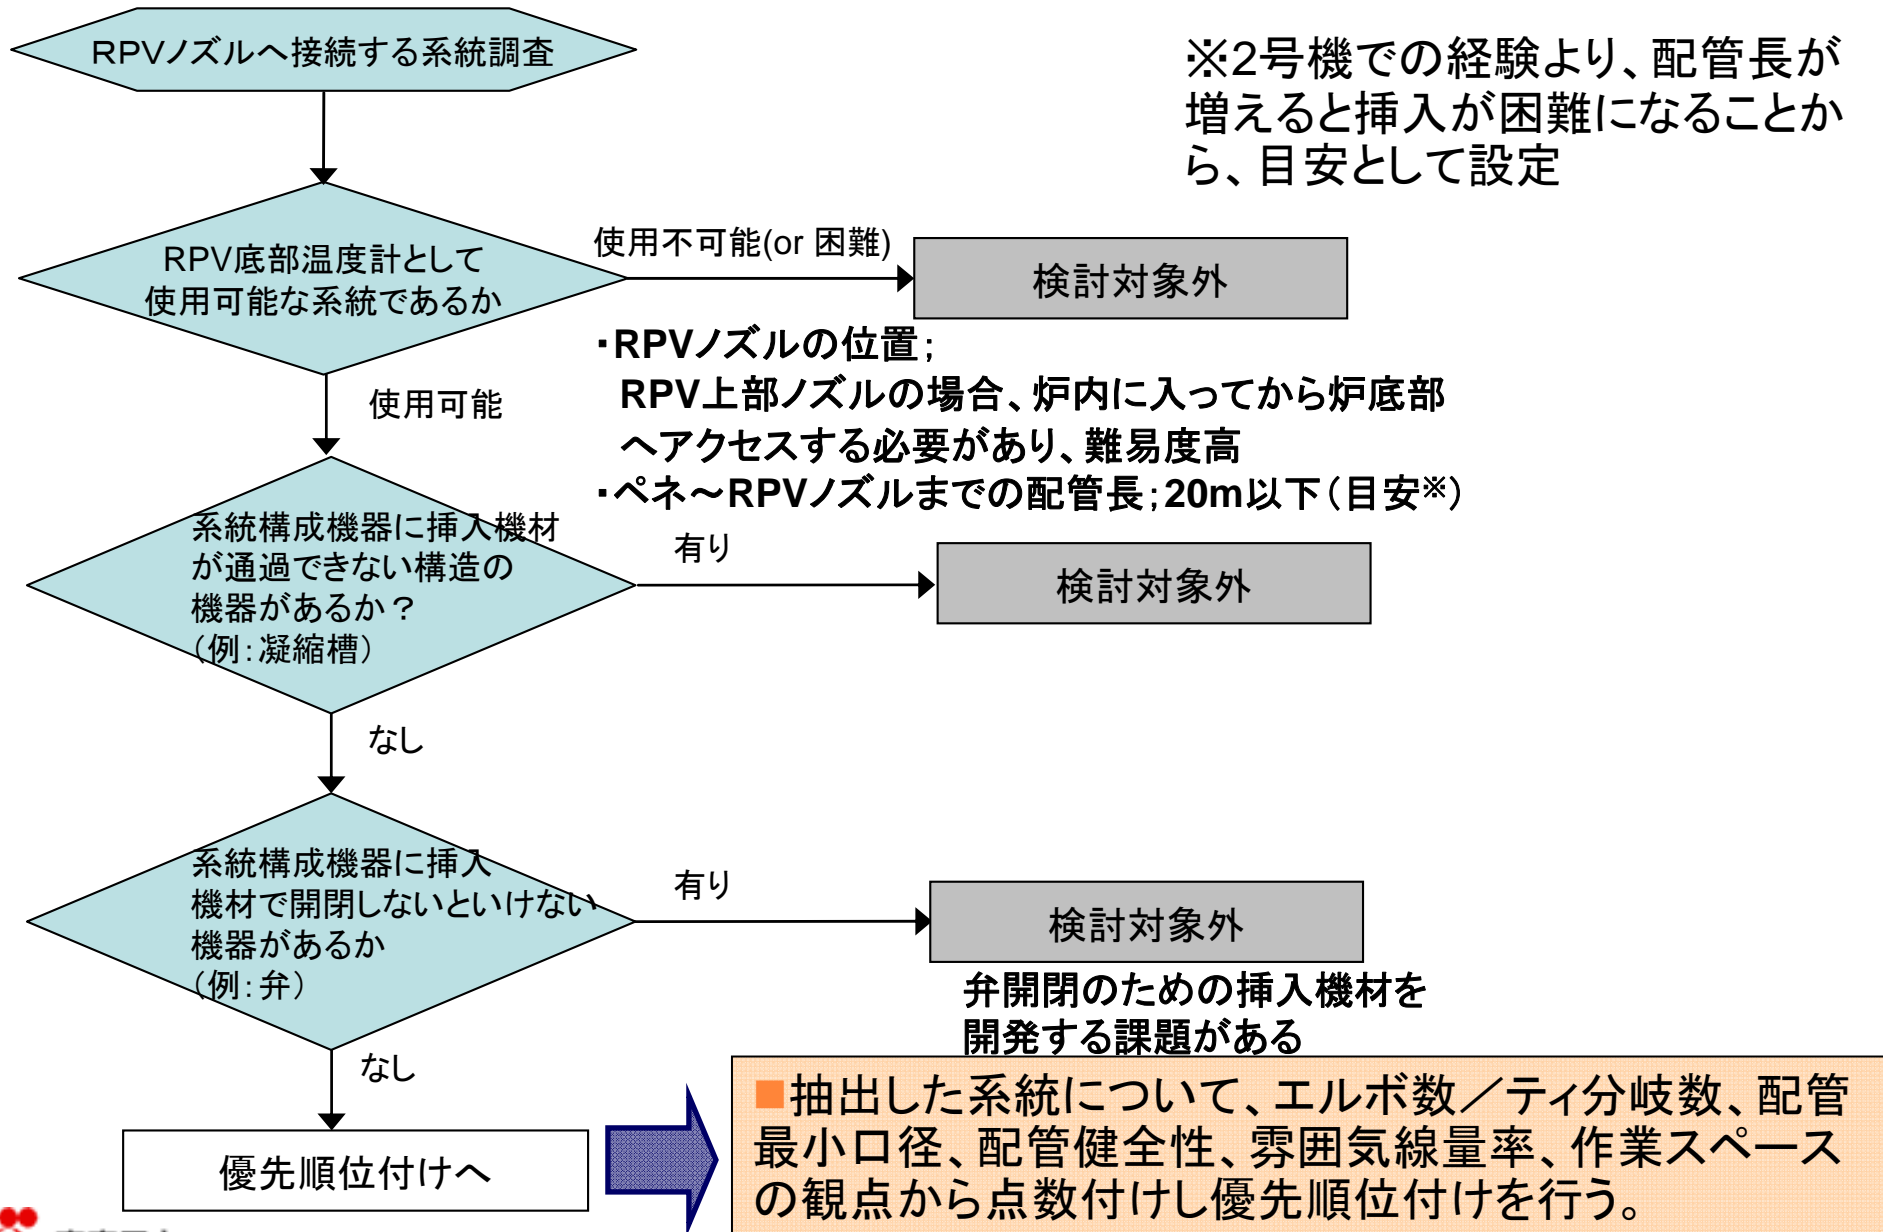 RPVノズルへ接続する系統調査
※2号機での経験より、配管長が
増えると挿入が困難になることか
ら、目安として設定
RPV底部温度計として
使用可能な系統であるか
使用不可能(or 困難)
検討対象外
・RPVノズルの位置;
RPV上部ノズルの場合、炉内に入ってから炉底部
へアクセスする必要があり、難易度高
・ペネ～RPVノズルまでの配管長;20m以下(目安※)
使用可能
系統構成機器に挿入機材
が通過できない構造の
機器があるか？
(例:凝縮槽)
有り
検討対象外
なし
系統構成機器に挿入
機材で開閉しないといけない
機器があるか
(例:弁)
有り
検討対象外
弁開閉のための挿入機材を
開発する課題がある
なし
優先順位付けへ
■抽出した系統について、エルボ数／ティ分岐数、配管
最小口径、配管健全性、雰囲気線量率、作業スペース
の観点から点数付けし優先順位付けを行う。